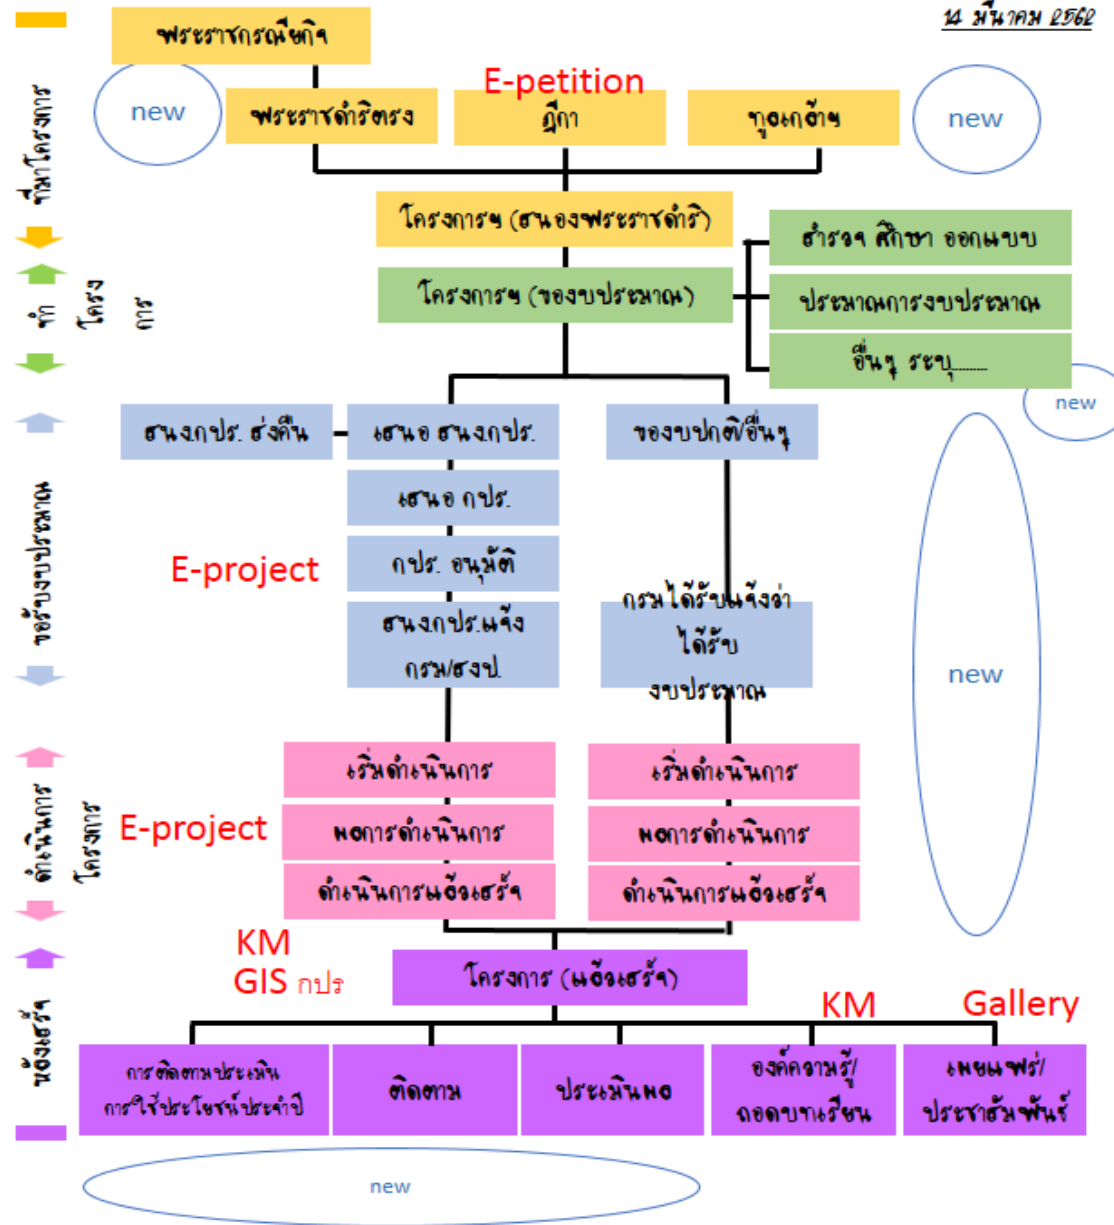 14 มีนาคม 2562
พระราชกรณียกิจ
E-petition
new
พระราชดำริตรง
ฎีกา
ทูลเกล้าฯ
new
ที่มาโครงการ
โครงการฯ (สนองพระราชดำริ)
สำรวจ ศึกษา ออกแบบ
โครงการฯ (ของบประมาณ)
ประมาณการงบประมาณ
ทำ
โครง
การ
อื่นๆ ระบุ..........
new
สนง.กปร. ส่งคืน
เสนอ สนง.กปร.
ของบปกติ/อื่นๆ
เสนอ กปร.
ขอรับงบประมาณ
E-project
กปร. อนุมัติ
สนง.กปร.แจ้ง
กรม/สงป.
กรมได้รับแจ้งว่า
ได้รับ
งบประมาณ
new
เริ่มดำเนินการ
เริ่มดำเนินการ
ดำเนินการ
โครงการ
E-project
ผลการดำเนินการ
ผลการดำเนินการ
ดำเนินการแล้วเสร็จ
ดำเนินการแล้วเสร็จ
KM
GIS กปร
โครงการ (แล้วเสร็จ)
KM
Gallery
หลังเสร็จ
การติดตามประเมิน
การใช้ประโยชน์ประจำปี
ติดตาม
ประเมินผล
องค์ความรู้/
ถอดบทเรียน
เผยแพร่/
ประชาสัมพันธ์
new